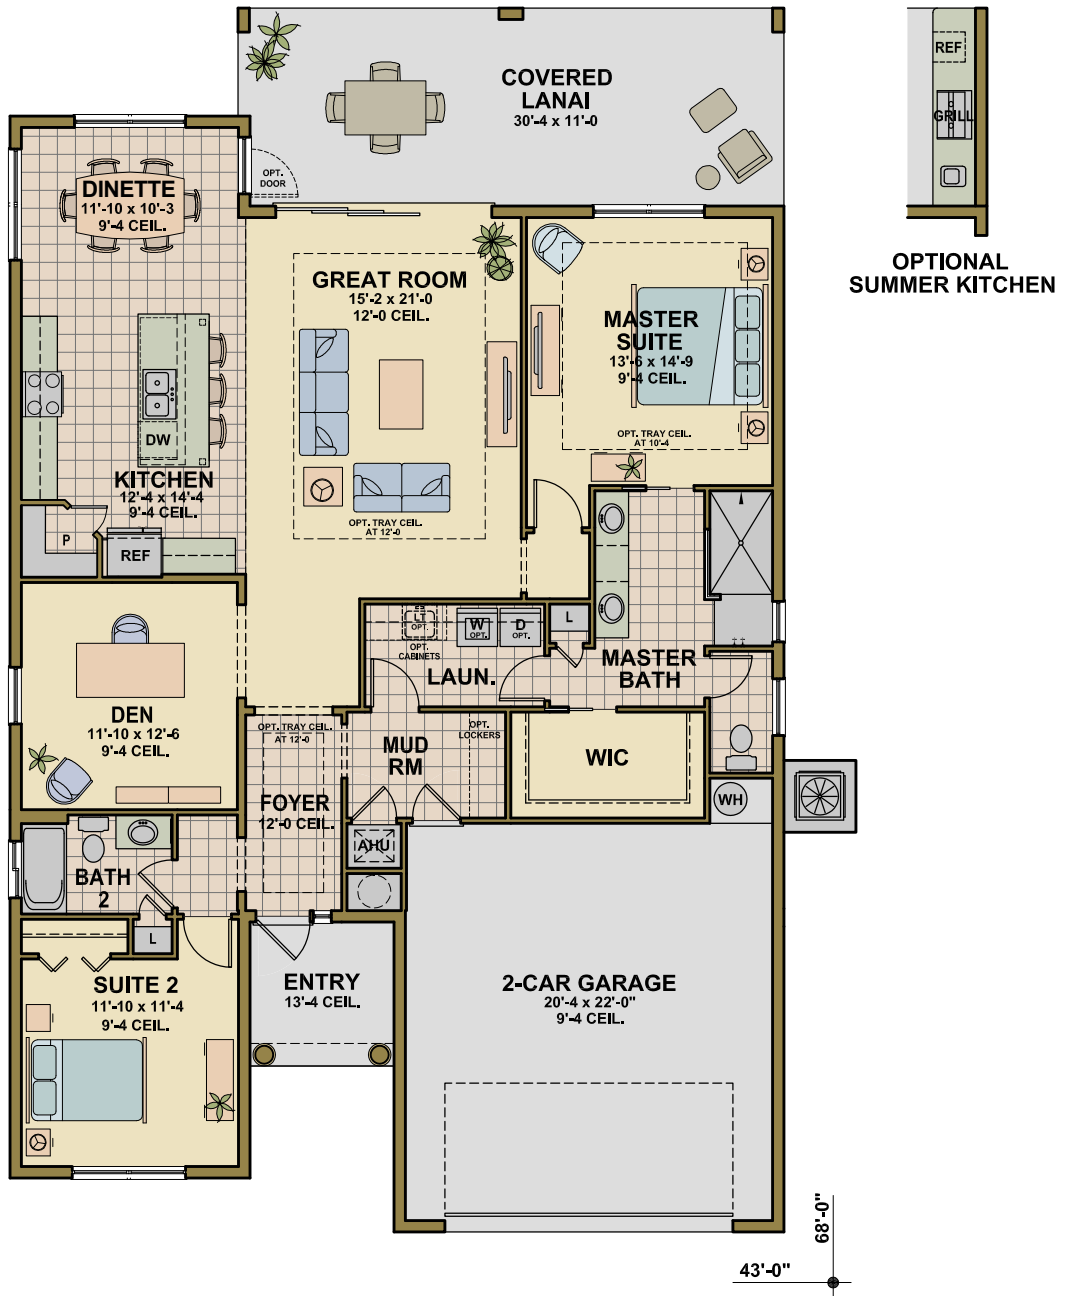 COVERED
LANAI
30'-4 x 11'-0
REF
GRILL
OPTIONAL
SUMMER KITCHEN
OPT.
DOOR
DINETTE
11'-10 x 10'-3
9'-4 CEIL.
GREAT ROOM
15'-2 x 21'-0
12'-0 CEIL.
OPT. TRAY CEIL.
AT 12'-0
MASTER
SUITE
13'-6 x 14'-9
9'-4 CEIL.
OPT. TRAY CEIL.
AT 10'-4
DW
KITCHEN
12'-4 x 14'-4
9'-4 CEIL.
P
REF
LT
OPT.
OPT.
CABINETS
W
OPT.
D
OPT.
L
LAUN.
MASTER
BATH
DEN
11'-10 x 12'-6
9'-4 CEIL.
OPT. TRAY CEIL.
AT 12'-0
MUD
RM
OPT.
LOCKERS
WIC
FOYER
12'-0 CEIL.
WH
AHU
BATH
2
L
SUITE 2
11'-10 x 11'-4
9'-4 CEIL.
ENTRY
13'-4 CEIL.
2-CAR GARAGE
20'-4 x 22'-0"
9'-4 CEIL.
68'-0"
43'-0"